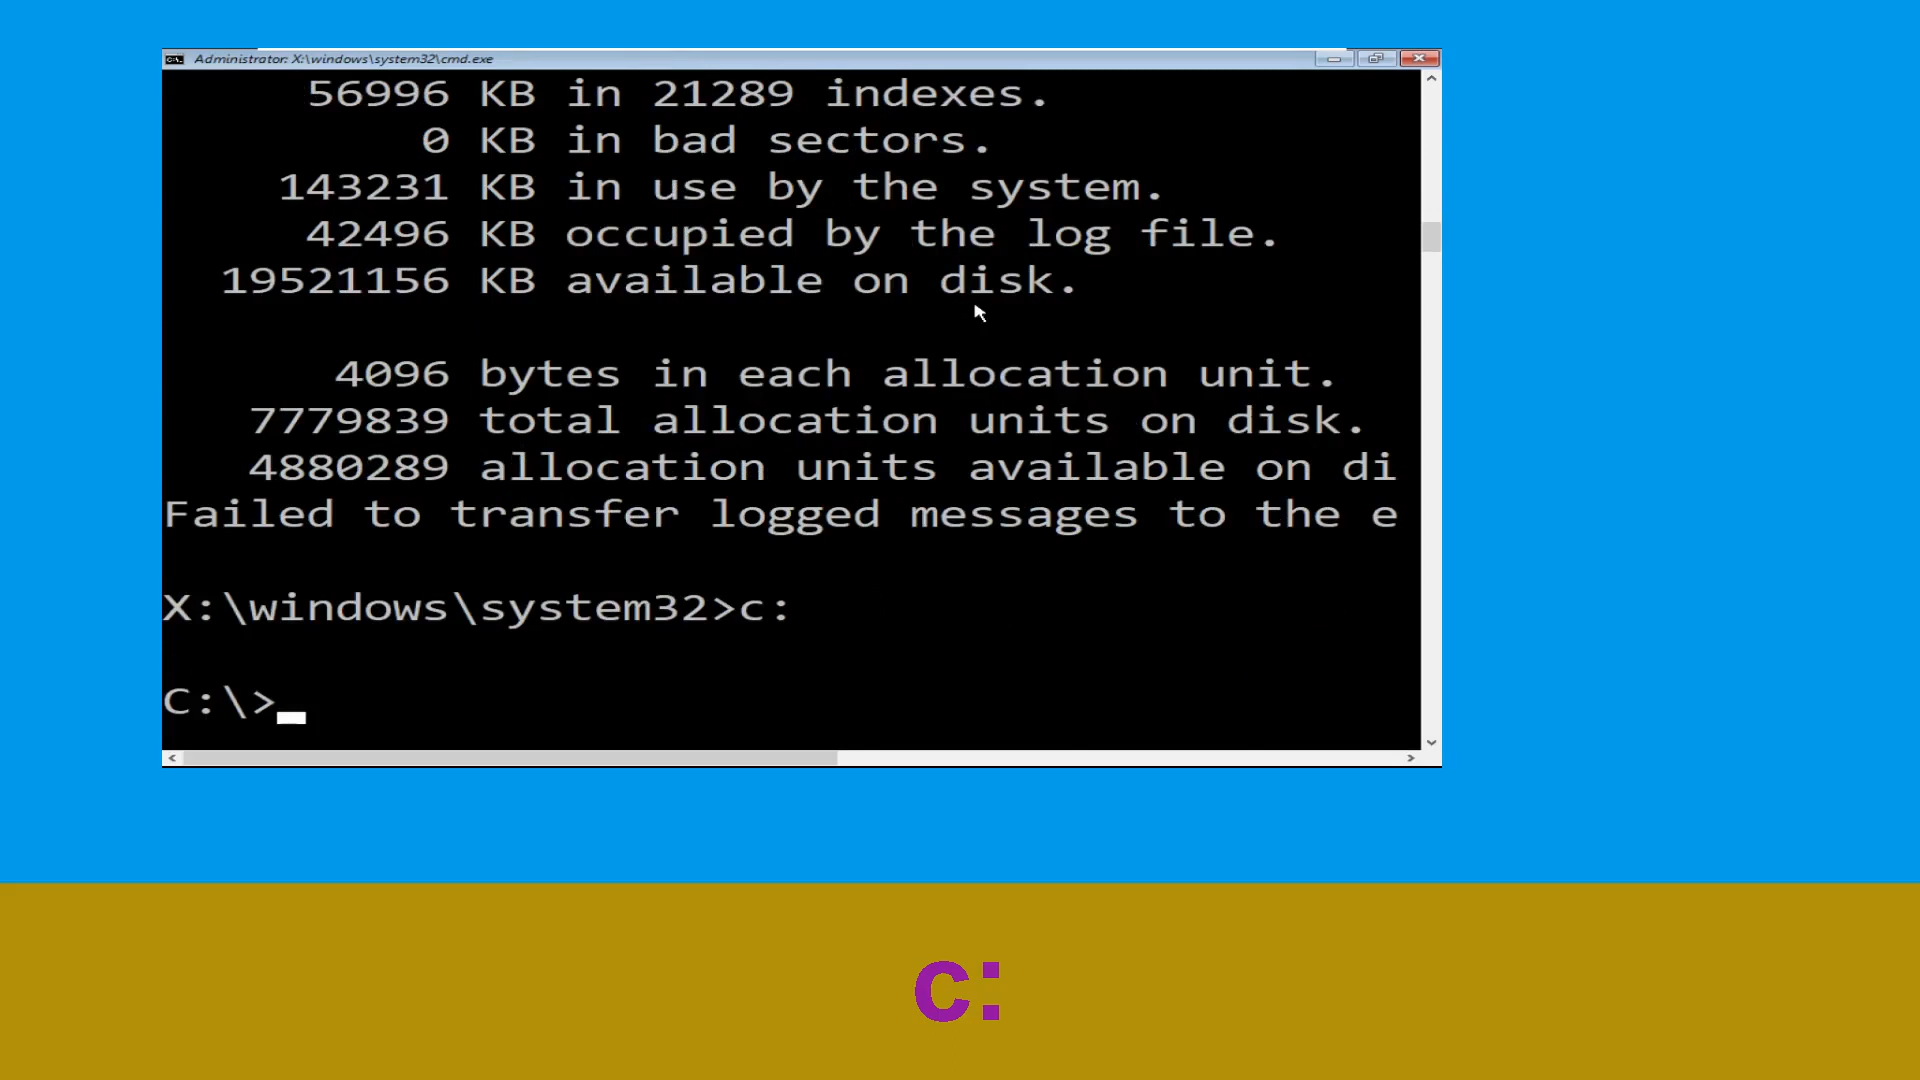 Administrator: X:\windows\system32\cmd.exe
56996 KB in 21289 indexes.
0 KB in bad sectors.
143231 KB in use by the system.
42496 KB occupied by the log file.
19521156 KB available on disk.
4096 bytes in each allocation unit.
7779839 total allocation units on disk.
4880289 allocation units available on di
Failed to transfer logged messages to the e
X:\windows\system32>c:
C:\>
c: